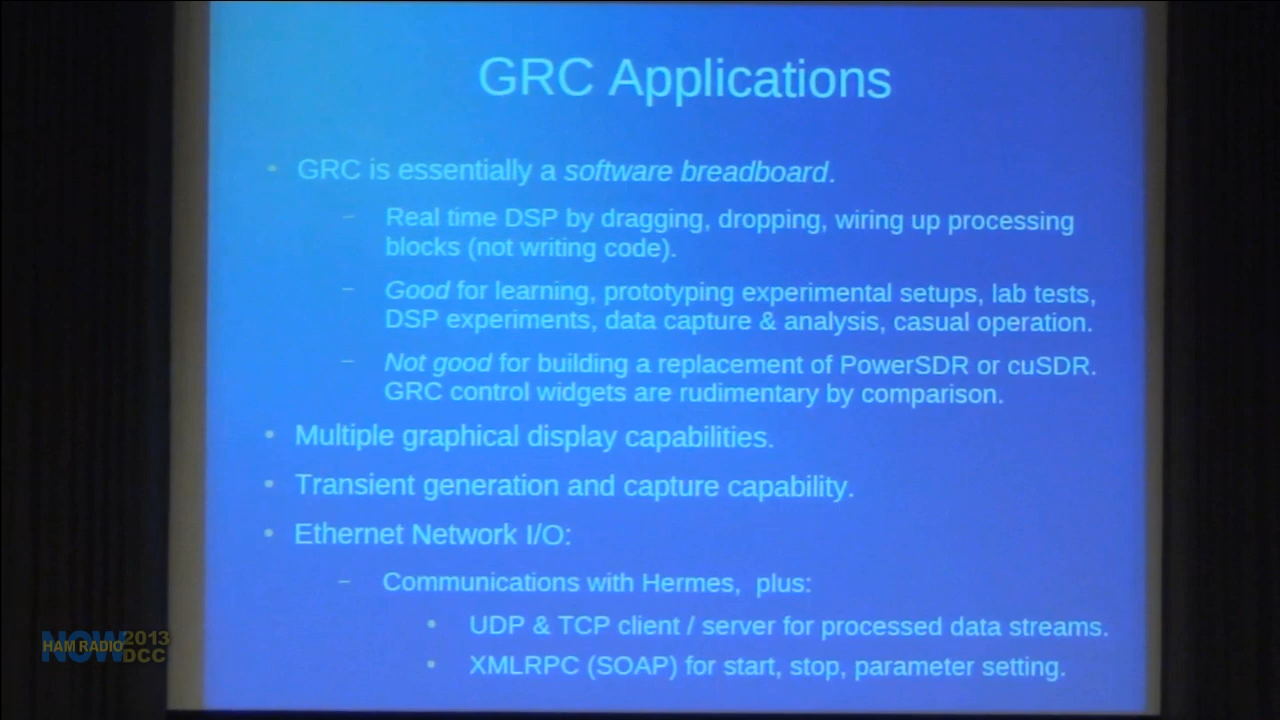 GRC Applications
• GRC is essentially a software breadboard.
– Real time DSP by dragging, dropping, wiring up processing
blocks (not writing code).
– Good for learning, prototyping experimental setups, lab tests,
DSP experiments, data capture & analysis, casual operation.
– Not good for building a replacement of PowerSDR or cuSDR.
GRC control widgets are rudimentary by comparison.
• Multiple graphical display capabilities.
• Transient generation and capture capability.
• Ethernet Network I/O:
– Communications with Hermes, plus:
• UDP & TCP client / server for processed data streams.
• XMLRPC (SOAP) for start, stop, parameter setting.
NOW
HAM RADIO
2013
DCC